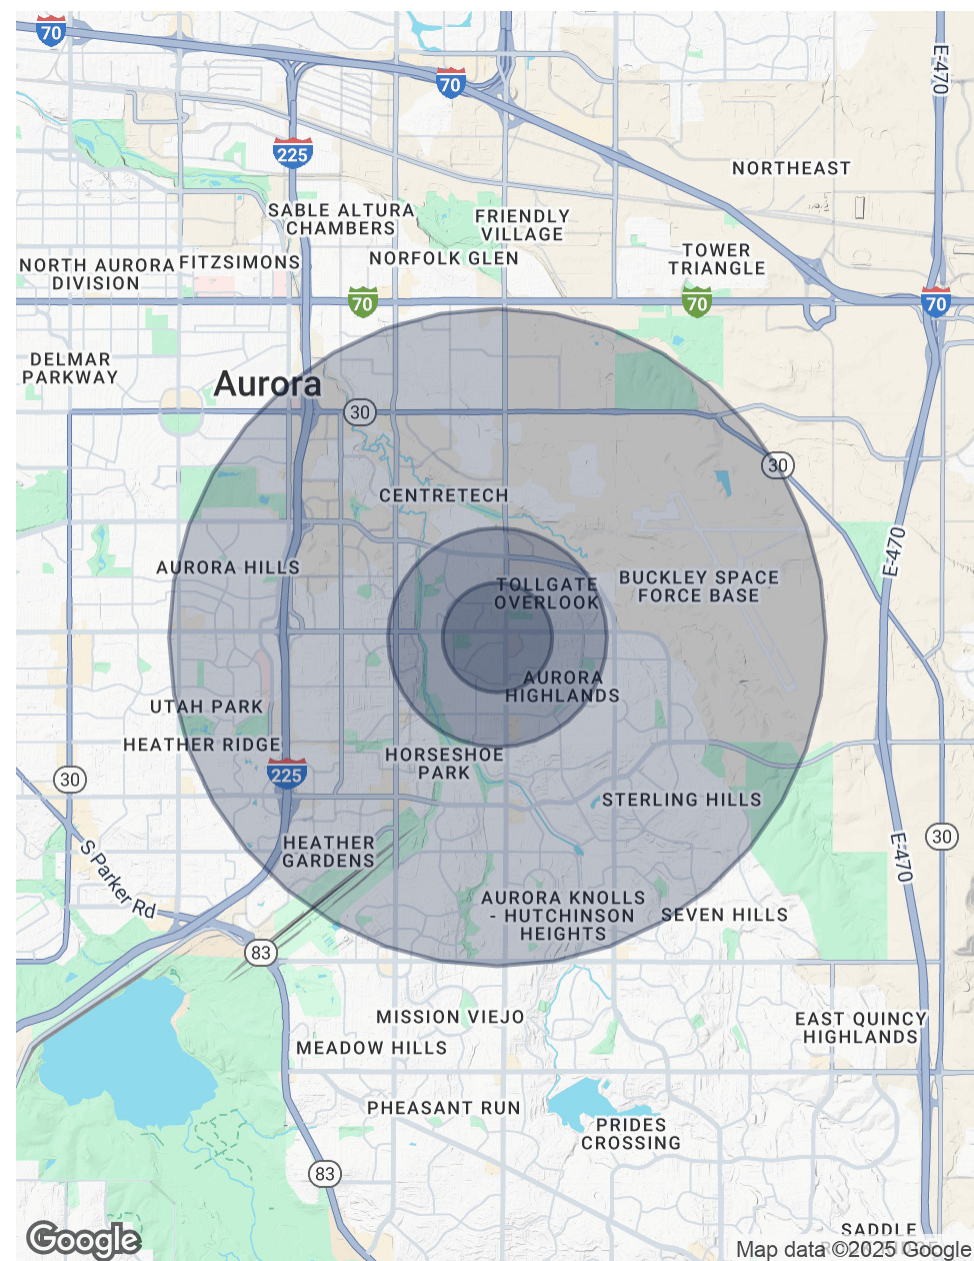 70
E-470
70
225
NORTHEAST
SABLE ALTURA
CHAMBERS
FRIENDLY
VILLAGE
NORTH AURORA
DIVISION
FITZSIMONS
NORFOLK GLEN
TOWER
TRIANGLE
70
70
70
DELMAR
PARKWAY
Aurora
30
30
CENTRETECH
E-470
AURORA HILLS
TOLLGATE
OVERLOOK
BUCKLEY SPACE
FORCE BASE
AURORA
HIGHLANDS
UTAH PARK
HEATHER RIDGE
HORSESHOE
PARK
225
30
STERLING HILLS
30
HEATHER
GARDENS
S Parker Rd
E-470
AURORA KNOLLS
- HUTCHINSON
HEIGHTS
SEVEN HILLS
83
MISSION VIEJO
EAST QUINCY
HIGHLANDS
MEADOW HILLS
PHEASANT RUN
PRIDES
CROSSING
83
SADDLE
Google
Map data ©2025 Google